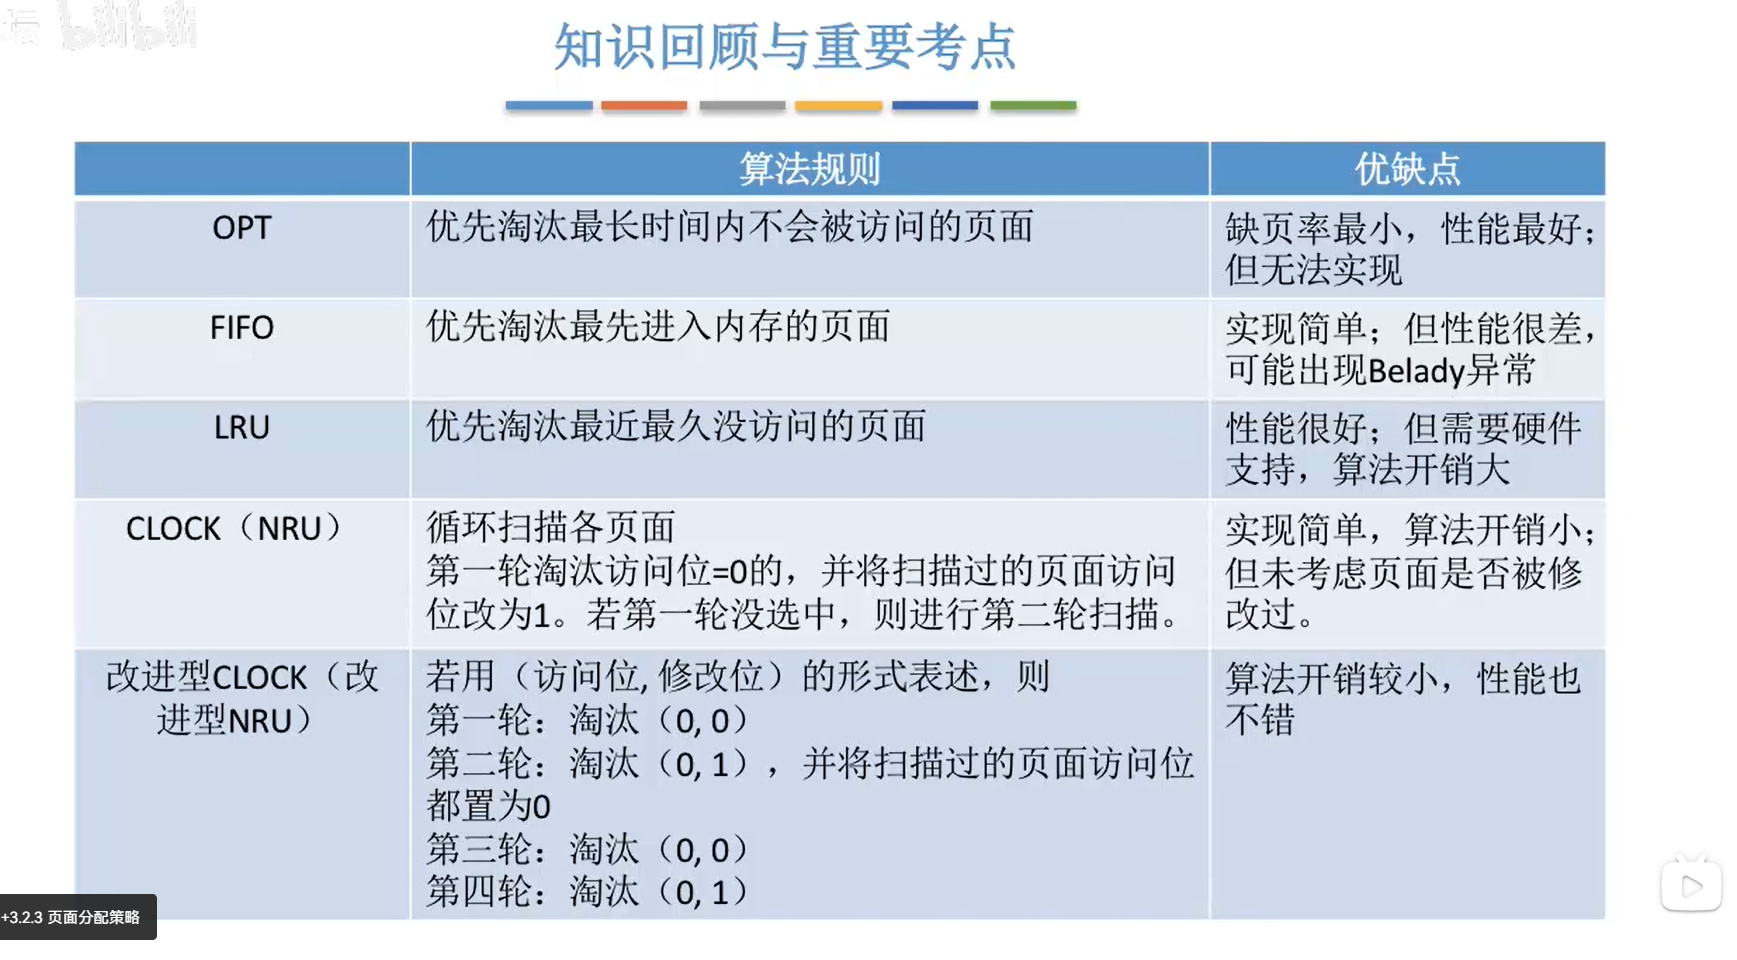 坛 bilibili
知识回顾与重要考点
算法规则
优缺点
OPT
优先淘汰最长时间内不会被访问的页面
缺页率最小，性能最好；
但无法实现
FIFO
优先淘汰最先进入内存的页面
实现简单；但性能很差，
可能出现Belady异常
LRU
优先淘汰最近最久没访问的页面
性能很好；但需要硬件
支持，算法开销大
CLOCK（NRU）
循环扫描各页面
第一轮淘汰访问位=0的，并将扫描过的页面访问
位改为1。若第一轮没选中，则进行第二轮扫描。
实现简单，算法开销小；
但未考虑页面是否被修
改过。
改进型CLOCK（改
进型NRU）
若用（访问位, 修改位）的形式表述，则
第一轮：淘汰（0, 0）
第二轮：淘汰（0, 1），并将扫描过的页面访问位
都置为0
第三轮：淘汰（0, 0）
第四轮：淘汰（0, 1）
算法开销较小，性能也
不错
+3.2.3 页面分配策略